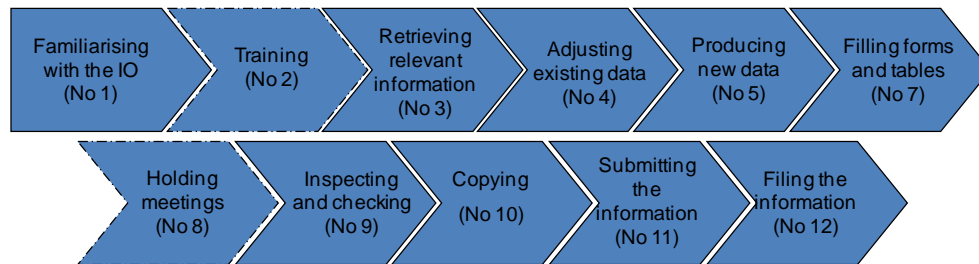 Familiarising
with the IO
(No 1)
Training
(No 2)
Retrieving
relevant
information
(No 3)
Adjusting
existing data
(No 4)
Producing
new data
(No 5)
Filling forms
and tables
(No 7)
Holding
meetings
(No 8)
Inspecting
and checking
(No 9)
Copying
(No 10)
Submitting
the
information
(No 11)
Filing the
information
(No 12)